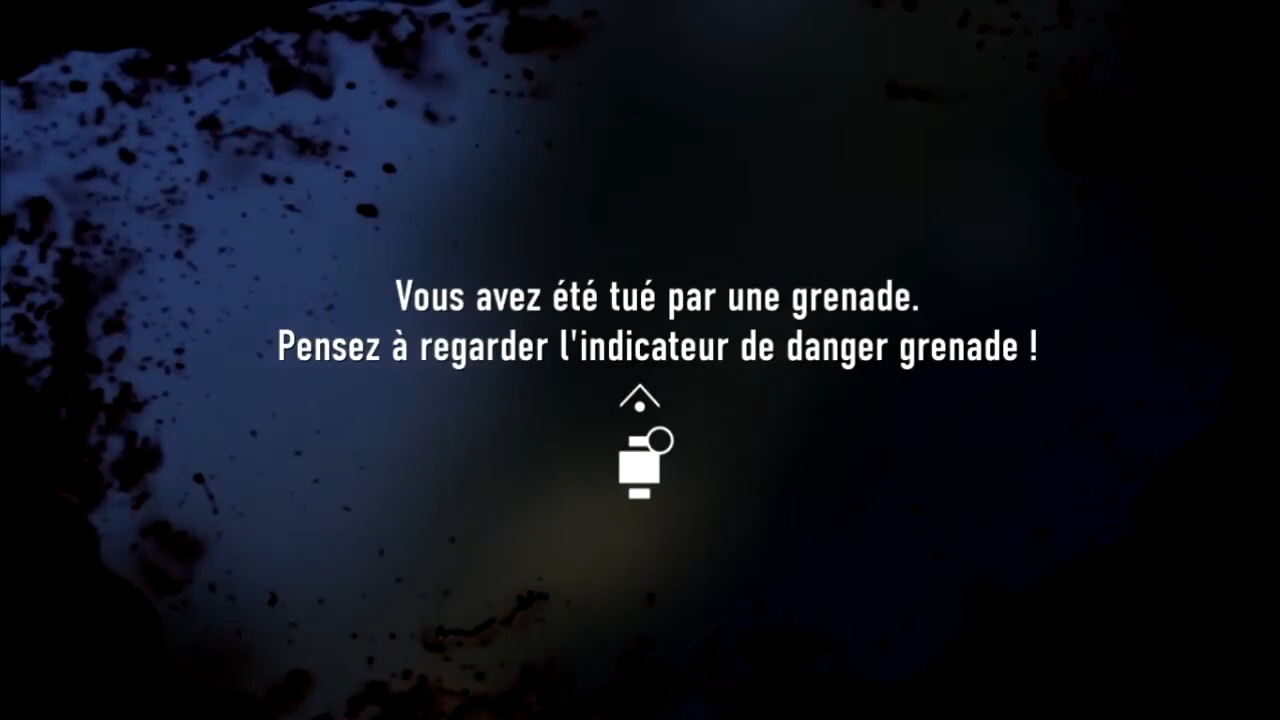 Vous avez été tué par une grenade.
Pensez à regarder l'indicateur de danger grenade !